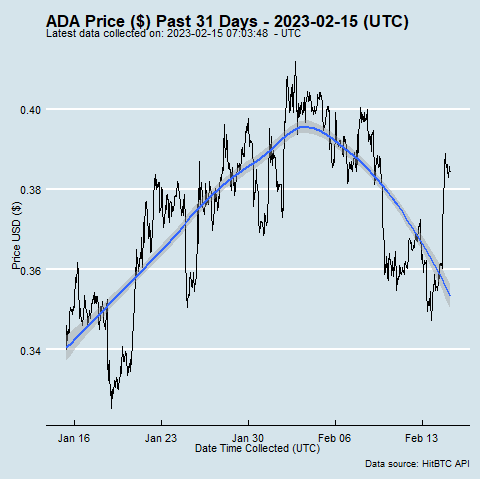 ADA Price ($) Past 31 Days - 2023-02-15 (UTC)
Latest data collected on: 2023-02-15 07:03:48  - UTC
Price USD ($)
0.40
0.38
0.36
0.34
Jan 16
Jan 23
Jan 30
Feb 06
Feb 13
Date Time Collected (UTC)
Data source: HitBTC API